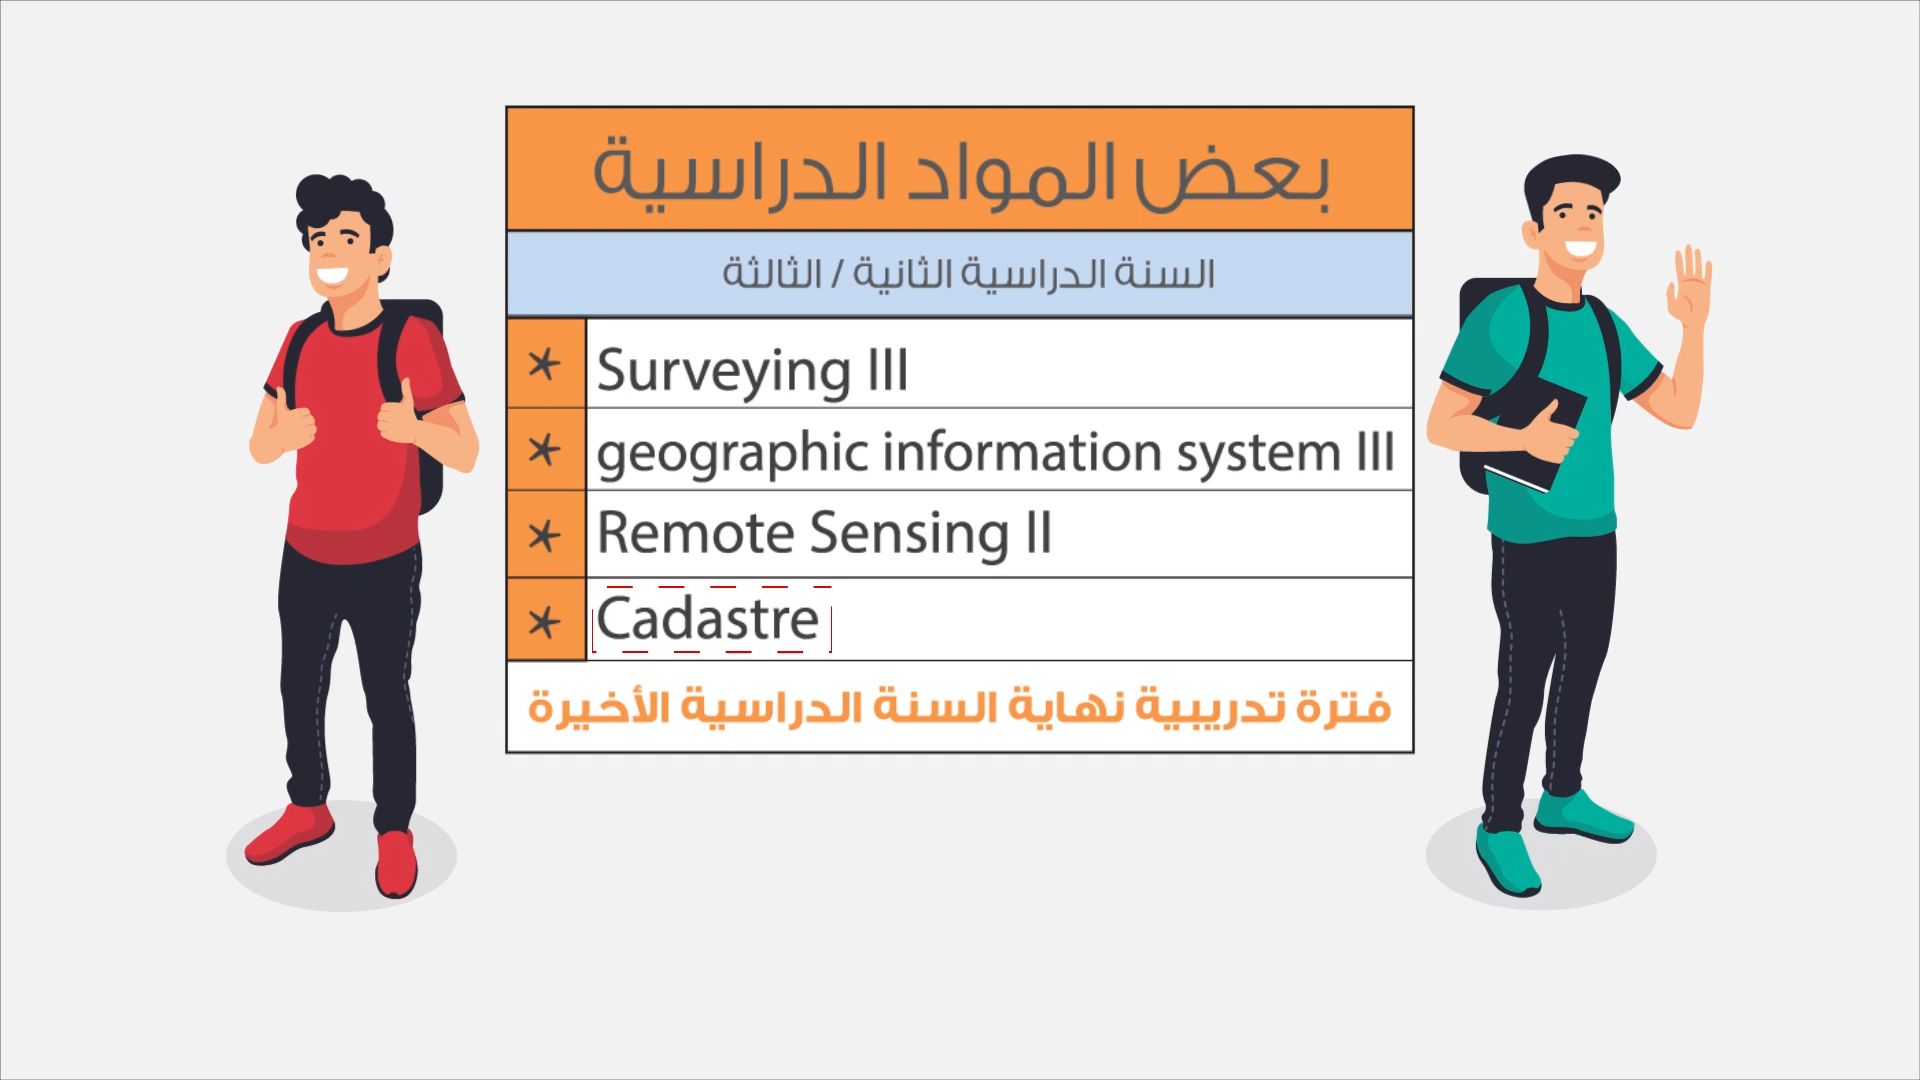 بعض المواد الدراسية
السنة الدراسية الثانية / الثالثة
* Surveying III
* geographic information system III
* Remote Sensing II
* Cadastre
فترة تدريبية نهاية السنة الدراسية الأخيرة